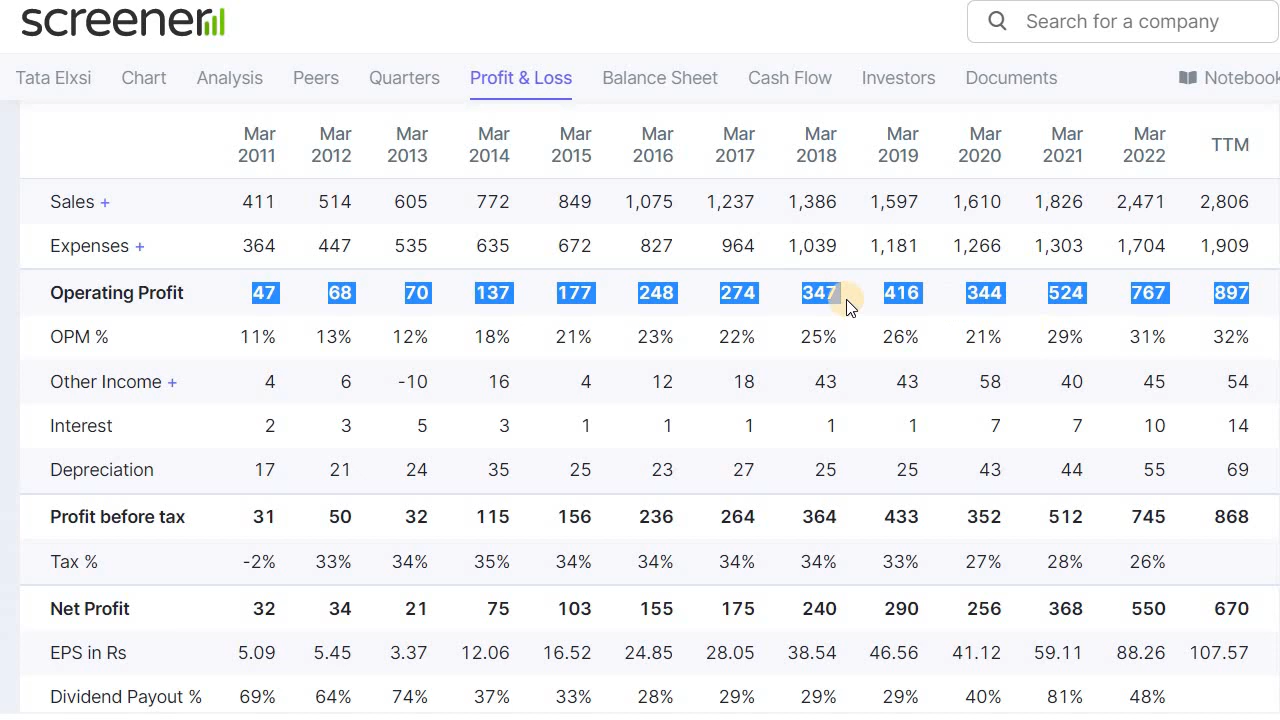 screener
Search for a company
Tata Elxsi Chart Analysis Peers Quarters Profit & Loss Balance Sheet Cash Flow Investors Documents Notebook
Mar 2011 Mar 2012 Mar 2013 Mar 2014 Mar 2015 Mar 2016 Mar 2017 Mar 2018 Mar 2019 Mar 2020 Mar 2021 Mar 2022 TTM
Sales + 411 514 605 772 849 1,075 1,237 1,386 1,597 1,610 1,826 2,471 2,806
Expenses + 364 447 535 635 672 827 964 1,039 1,181 1,266 1,303 1,704 1,909
Operating Profit 47 68 70 137 177 248 274 347 416 344 524 767 897
OPM % 11% 13% 12% 18% 21% 23% 22% 25% 26% 21% 29% 31% 32%
Other Income + 4 6 -10 16 4 12 18 43 43 58 40 45 54
Interest 2 3 5 3 1 1 1 1 1 7 7 10 14
Depreciation 17 21 24 35 25 23 27 25 25 43 44 55 69
Profit before tax 31 50 32 115 156 236 264 364 433 352 512 745 868
Tax % -2% 33% 34% 35% 34% 34% 34% 34% 33% 27% 28% 26%
Net Profit 32 34 21 75 103 155 175 240 290 256 368 550 670
EPS in Rs 5.09 5.45 3.37 12.06 16.52 24.85 28.05 38.54 46.56 41.12 59.11 88.26 107.57
Dividend Payout % 69% 64% 74% 37% 33% 28% 29% 29% 29% 40% 81% 48%